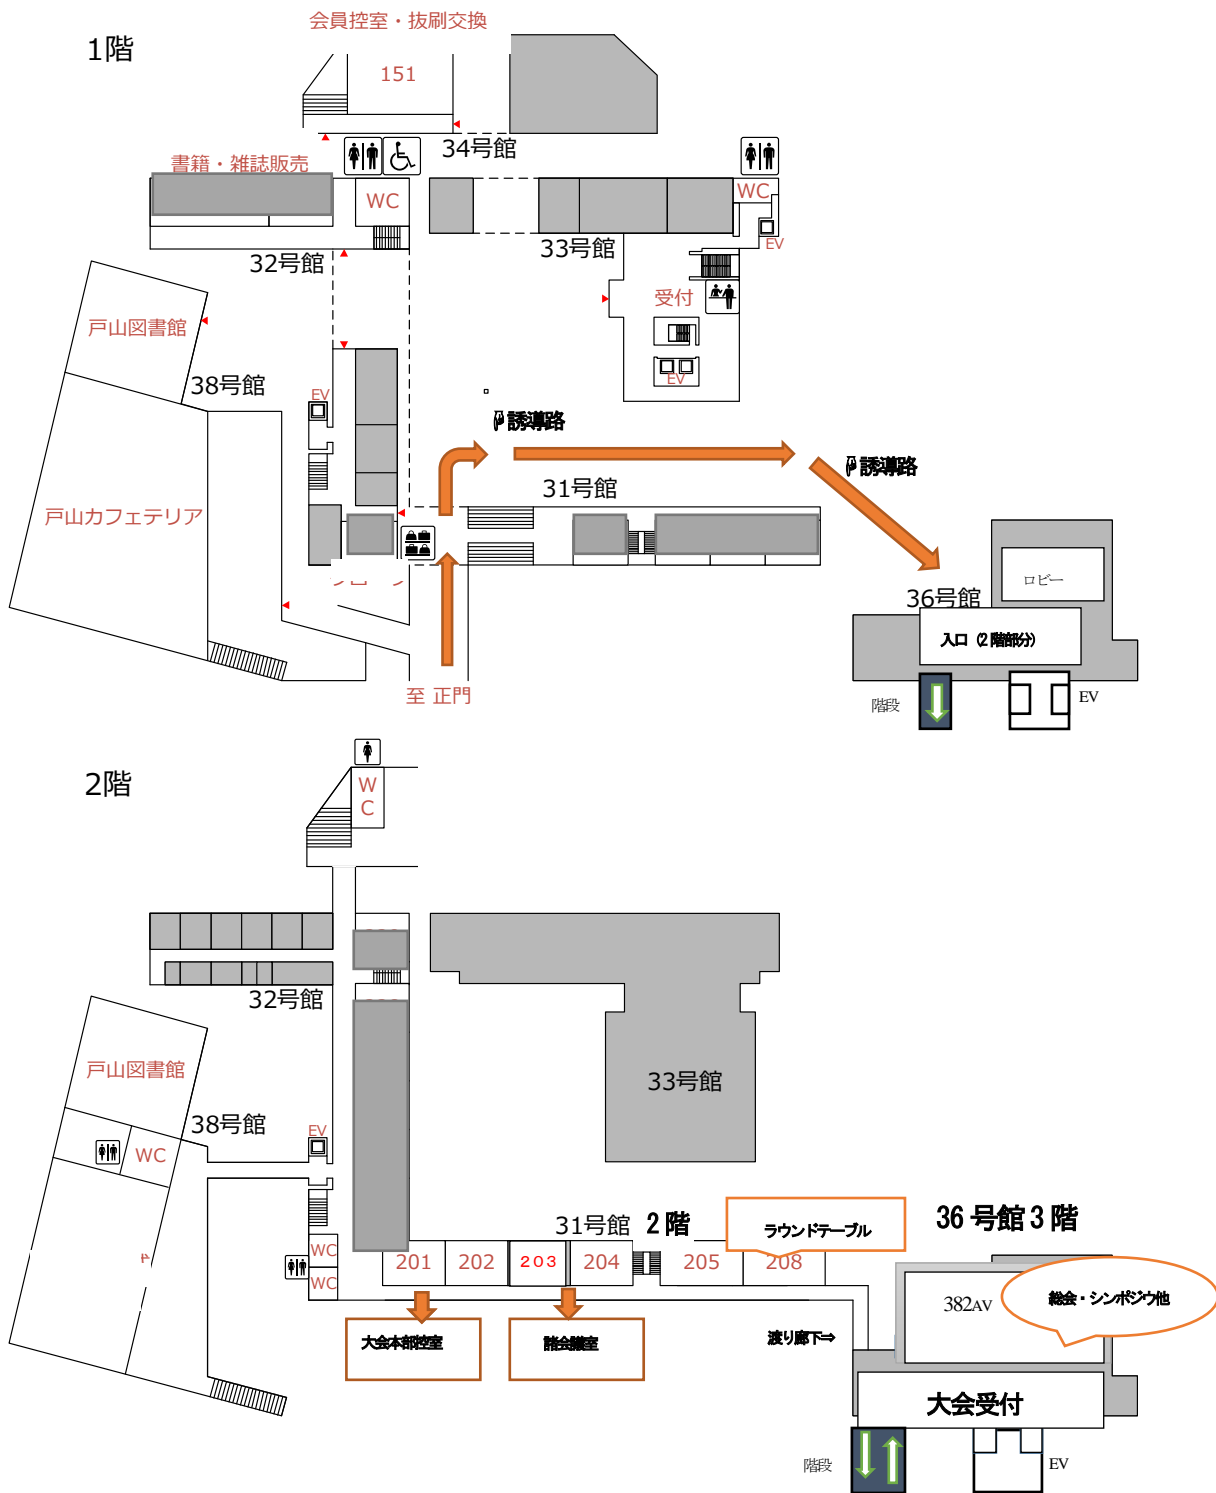 会員控室・抜刷交換
1階
151
34号館
書籍・雑誌販売
WC
WC
EV
32号館
33号館
受付
戸山図書館
EV
38号館
EV
誘導路
誘導路
31号館
戸山カフェテリア
ロビー
36号館
入口（2階部分）
至 正門
階段
EV
2階
W
C
32号館
戸山図書館
33号館
38号館
EV
WC
31号館 2階
ラウンドテーブル
36号館3階
WC
WC
201
202
203
204
205
208
382AV
総会・シンポジウ他
大会本部控室
諸会議室
渡り廊下⇒
大会受付
階段
EV